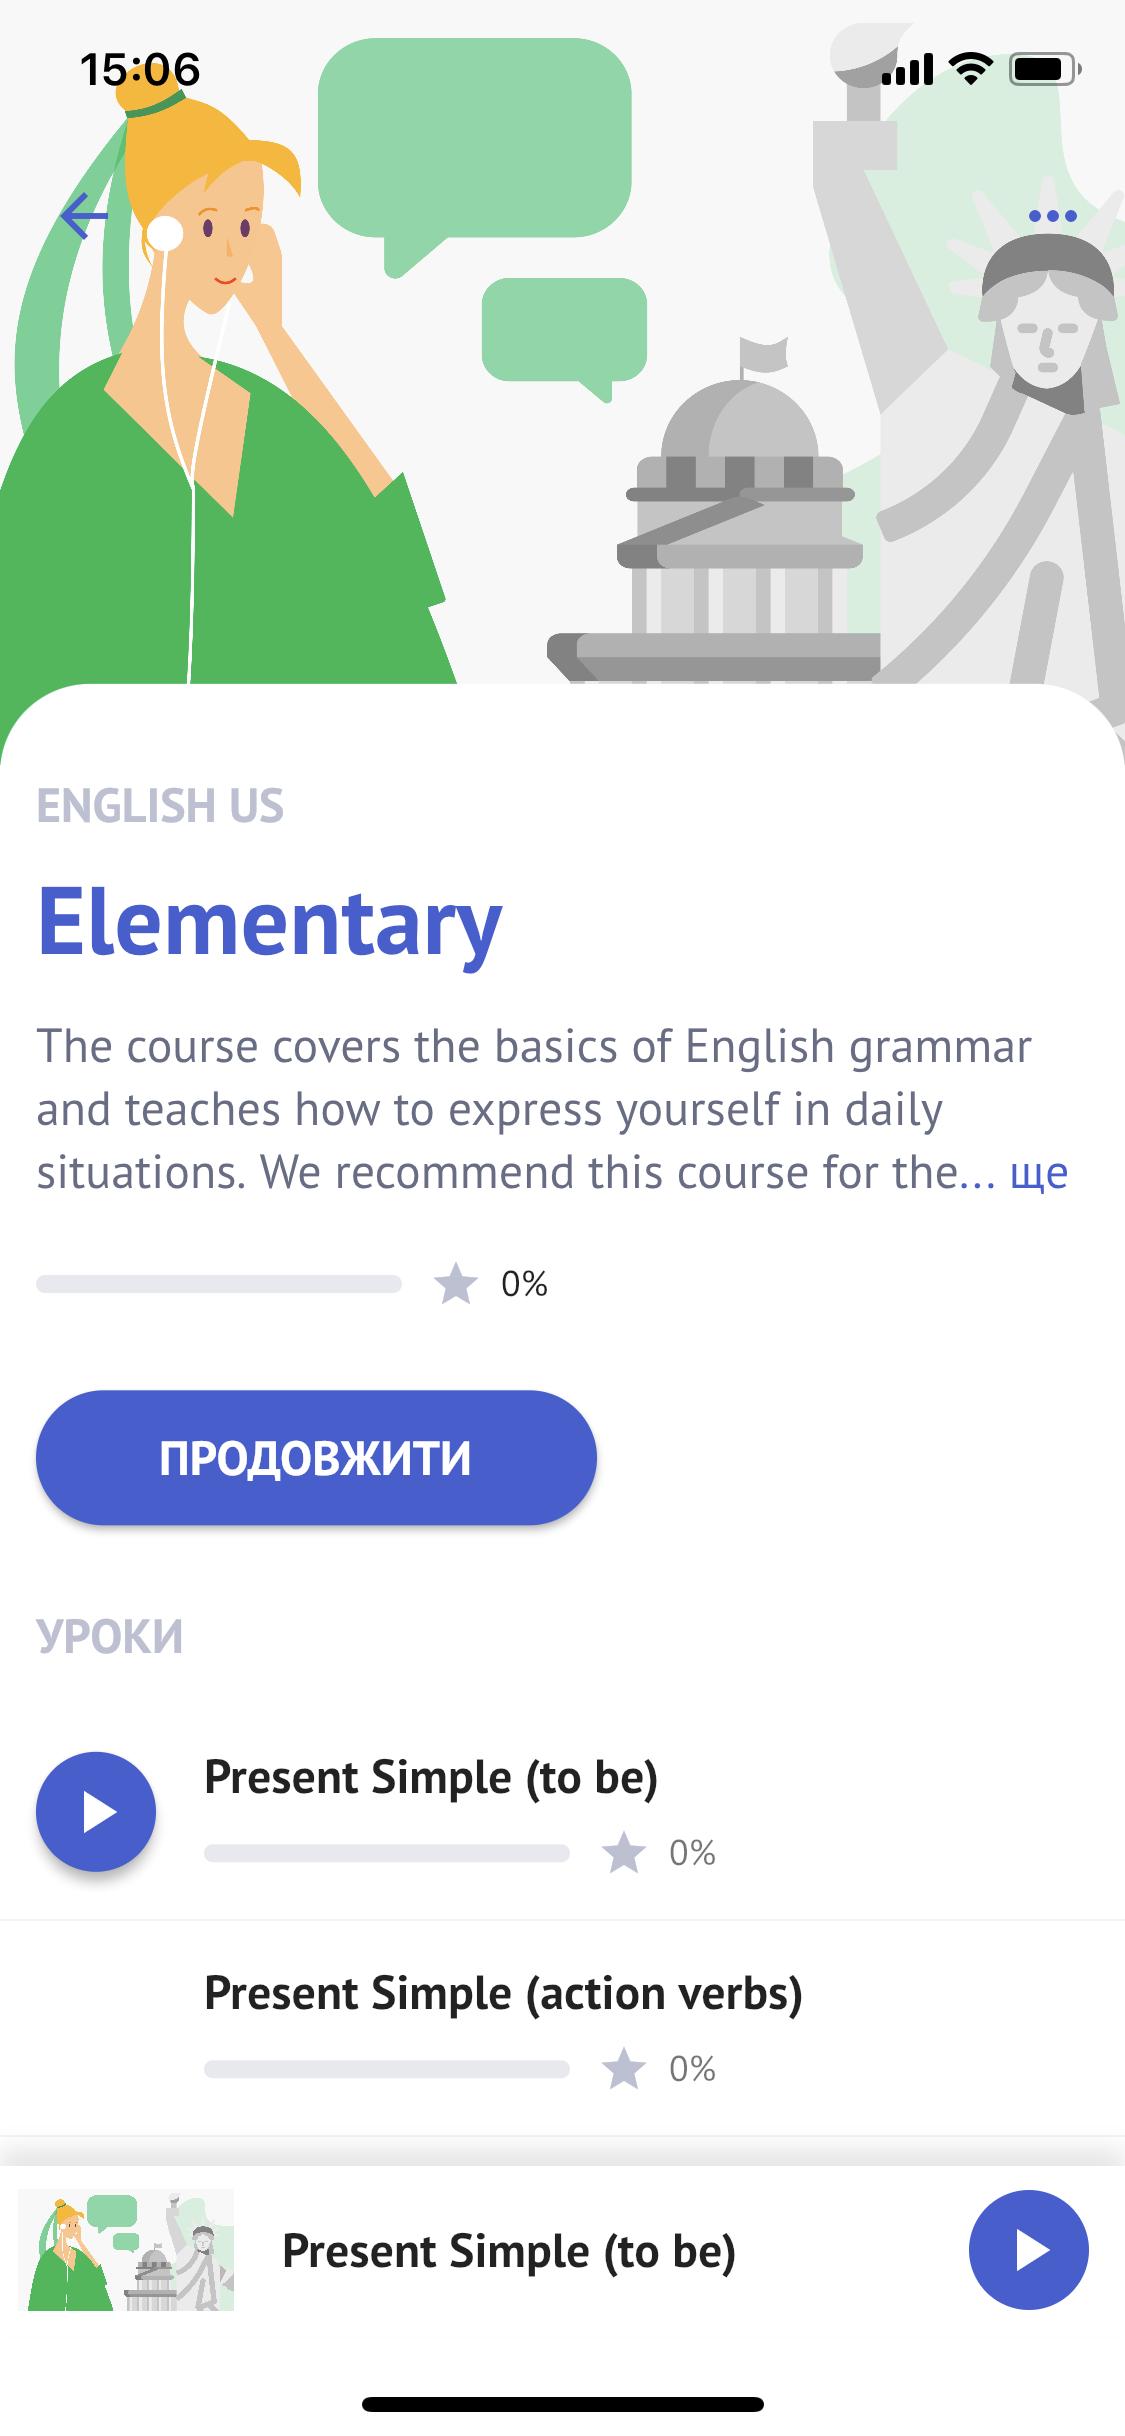 15:06
ENGLISH US
Elementary
The course covers the basics of English grammar
and teaches how to express yourself in daily
situations. We recommend this course for the... ще
0%
ПРОДОВЖИТИ
УРОКИ
Present Simple (to be)
0%
Present Simple (action verbs)
0%
Present Simple (to be)